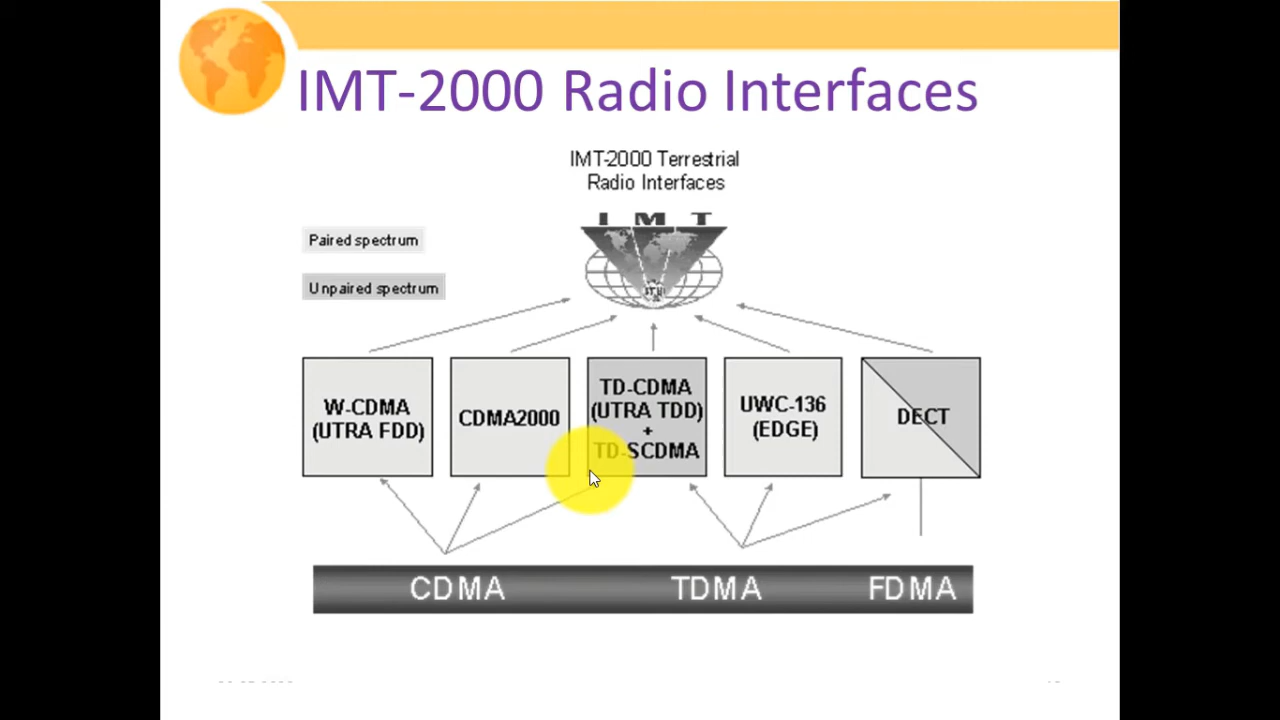 IMT-2000 Radio Interfaces
IMT-2000 Terrestrial
Radio Interfaces
I M T
Paired spectrum
Unpaired spectrum
W-CDMA
(UTRA FDD)
CDMA2000
TD-CDMA
(UTRA TDD)
+
TD-SCDMA
UWC-136
(EDGE)
DECT
CDMA
TDMA
FDMA